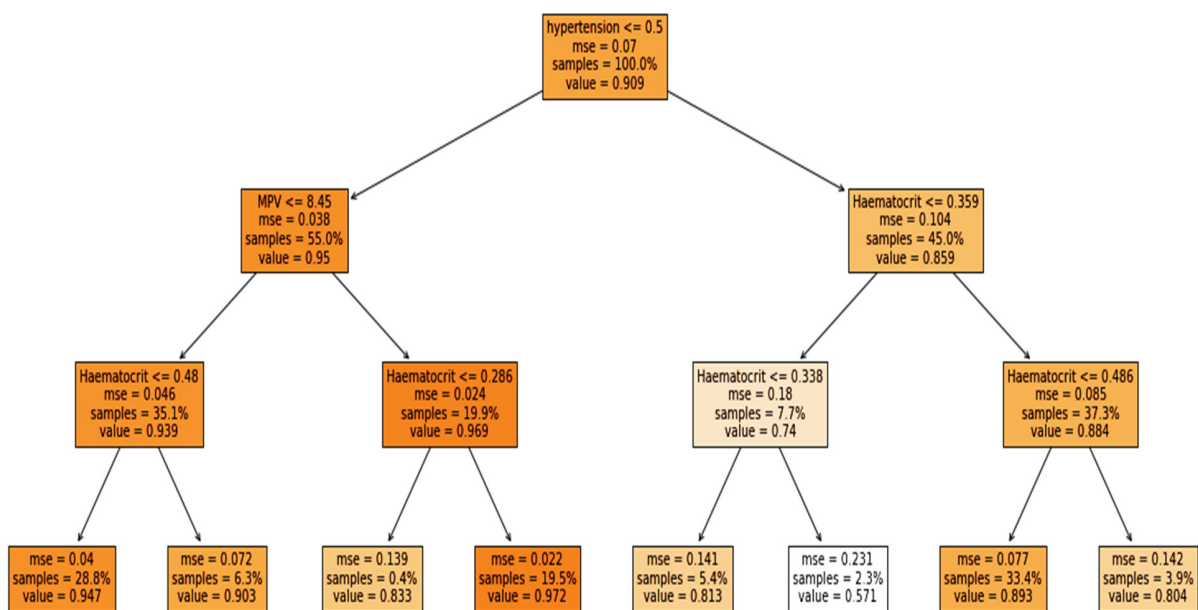 hypertension <= 0.5
mse = 0.07
samples = 100.0%
value = 0.909
MPV <= 8.45
mse = 0.038
samples = 55.0%
value = 0.95
Haematocrit <= 0.359
mse = 0.104
samples = 45.0%
value = 0.859
Haematocrit <= 0.48
mse = 0.046
samples = 35.1%
value = 0.939
Haematocrit <= 0.286
mse = 0.024
samples = 19.9%
value = 0.969
Haematocrit <= 0.338
mse = 0.18
samples = 7.7%
value = 0.74
Haematocrit <= 0.486
mse = 0.085
samples = 37.3%
value = 0.884
mse = 0.04
samples = 28.8%
value = 0.947
mse = 0.072
samples = 6.3%
value = 0.903
mse = 0.139
samples = 0.4%
value = 0.833
mse = 0.022
samples = 19.5%
value = 0.972
mse = 0.141
samples = 5.4%
value = 0.813
mse = 0.231
samples = 2.3%
value = 0.571
mse = 0.077
samples = 33.4%
value = 0.893
mse = 0.142
samples = 3.9%
value = 0.804